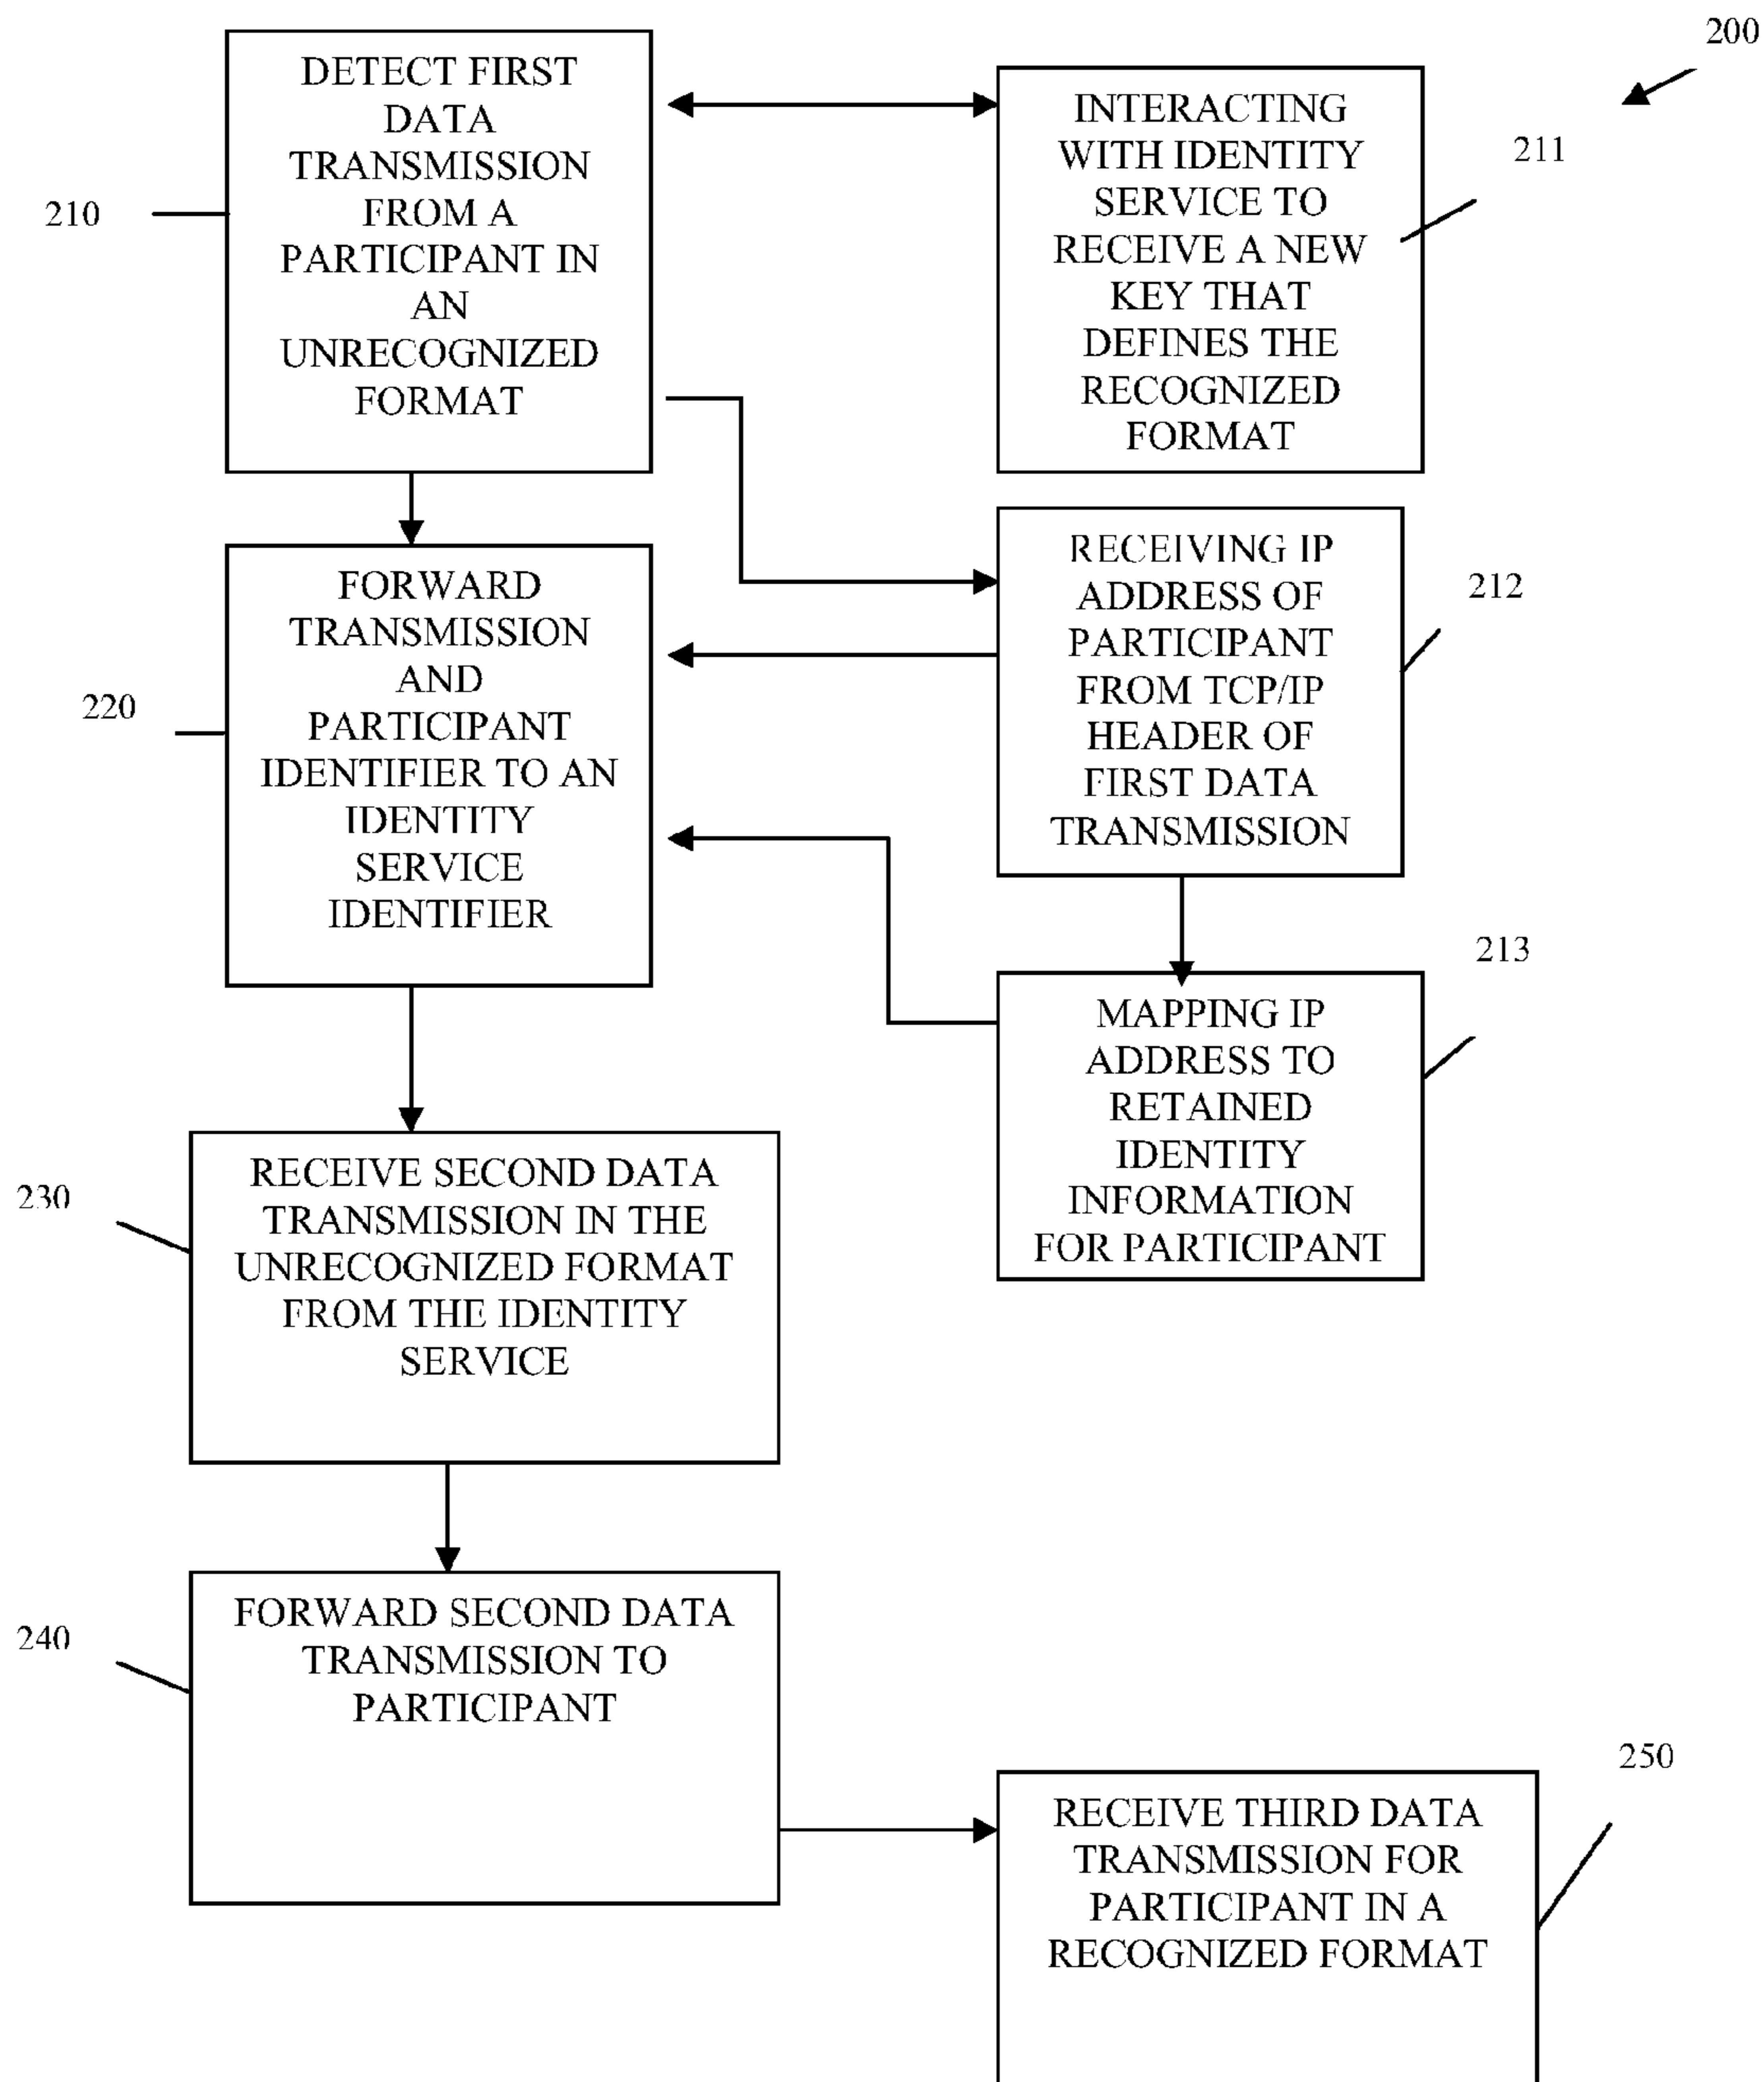 200
DETECT FIRST
DATA
TRANSMISSION
FROM A
PARTICIPANT IN
AN
UNRECOGNIZED
FORMAT
210
INTERACTING
WITH IDENTITY
SERVICE TO
RECEIVE A NEW
KEY THAT
DEFINES THE
RECOGNIZED
FORMAT
211
FORWARD
TRANSMISSION
AND
PARTICIPANT
IDENTIFIER TO AN
IDENTITY
SERVICE
IDENTIFIER
220
RECEIVING IP
ADDRESS OF
PARTICIPANT
FROM TCP/IP
HEADER OF
FIRST DATA
TRANSMISSION
212
MAPPING IP
ADDRESS TO
RETAINED
IDENTITY
INFORMATION
FOR PARTICIPANT
213
RECEIVE SECOND DATA
TRANSMISSION IN THE
UNRECOGNIZED FORMAT
FROM THE IDENTITY
SERVICE
230
FORWARD SECOND DATA
TRANSMISSION TO
PARTICIPANT
240
RECEIVE THIRD DATA
TRANSMISSION FOR
PARTICIPANT IN A
RECOGNIZED FORMAT
250